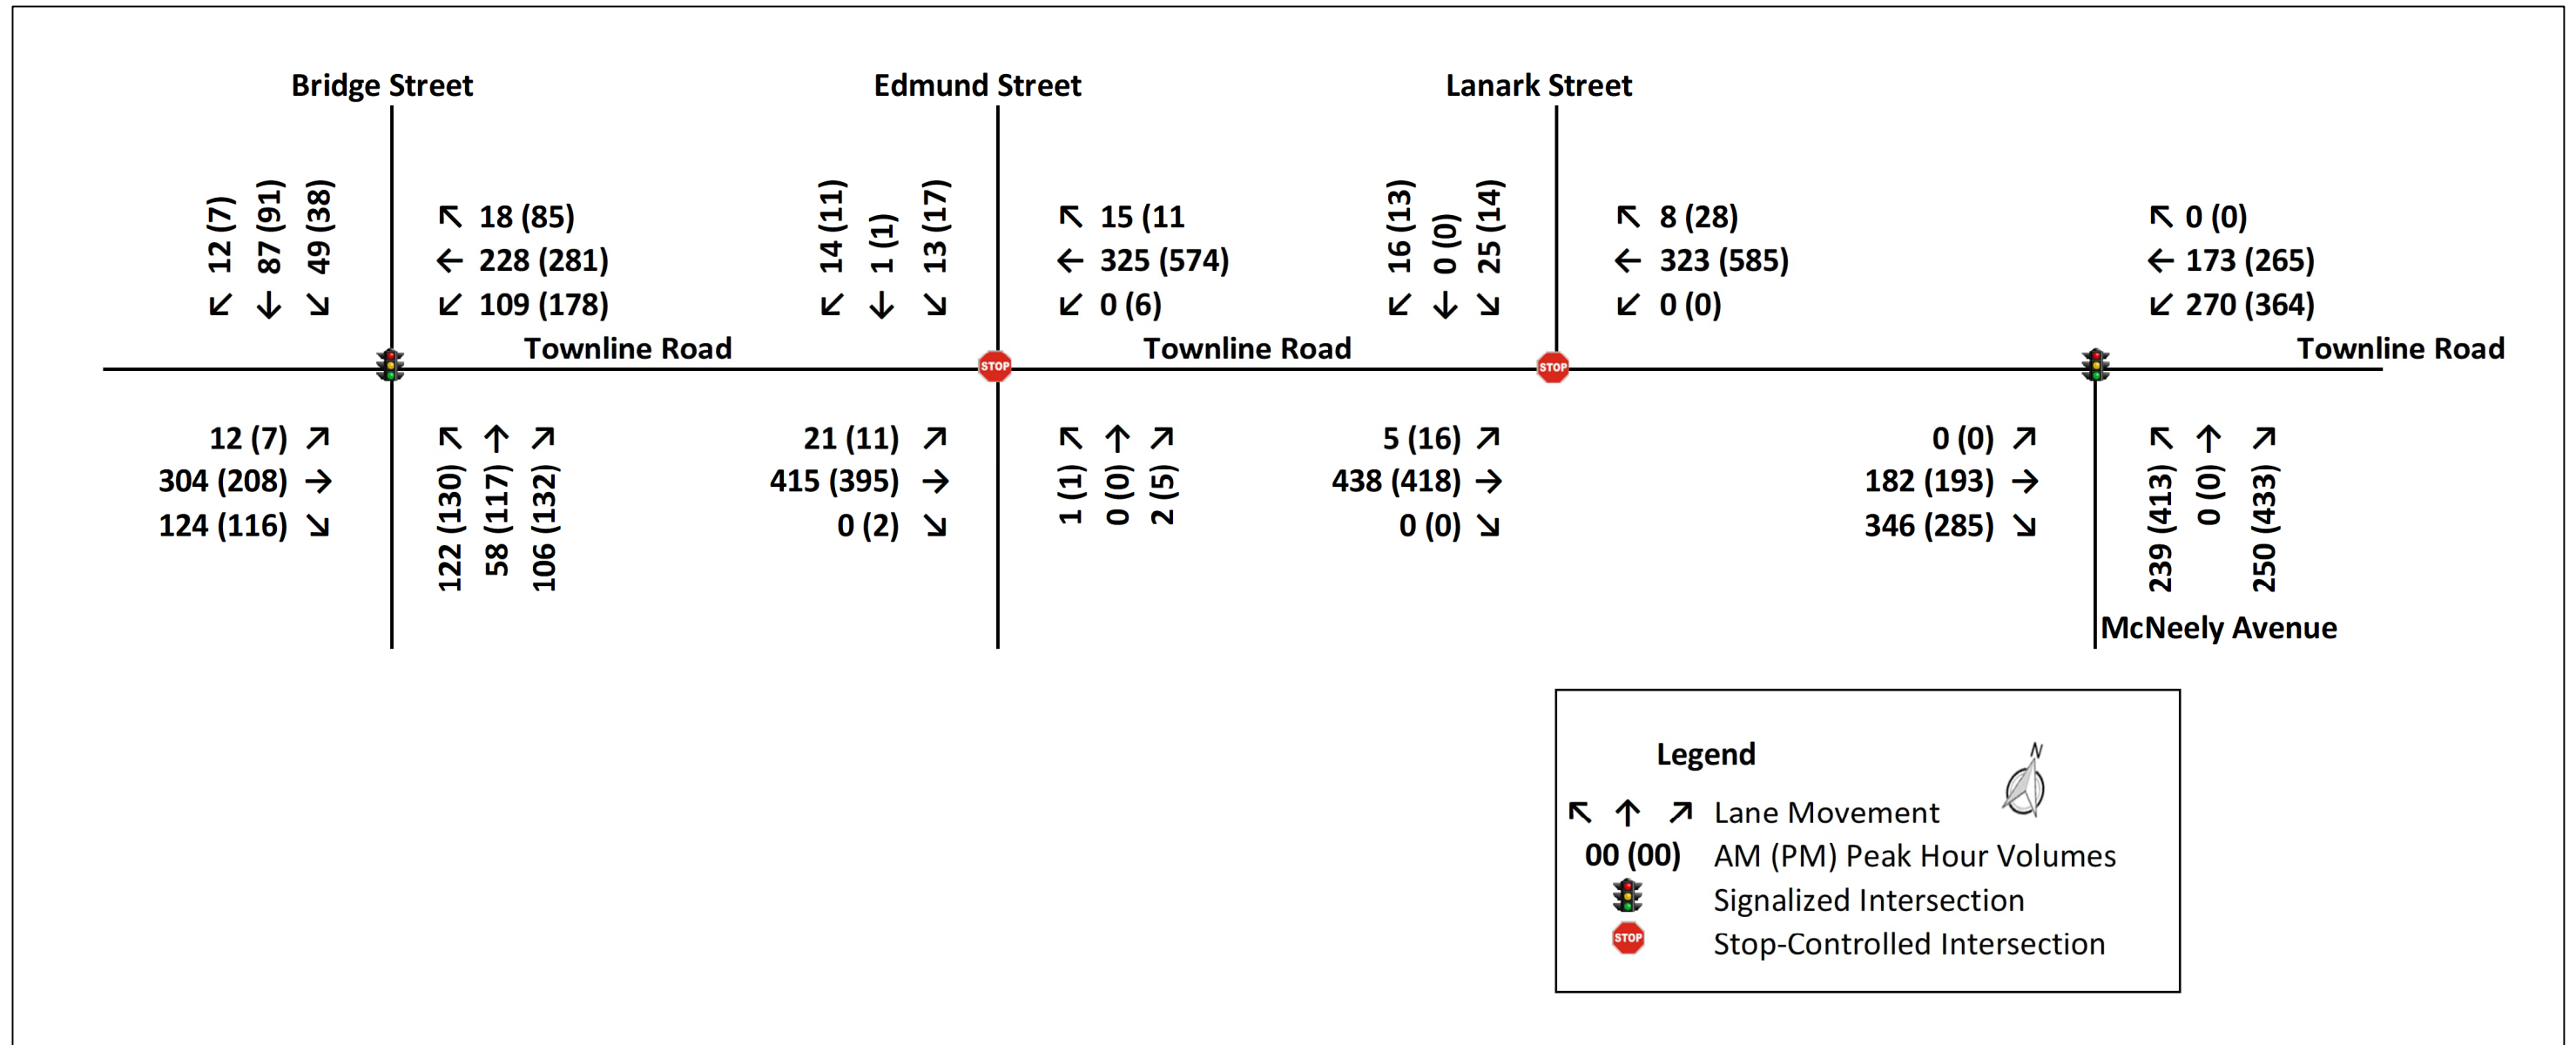 Bridge Street
Edmund Street
Lanark Street
12 (7)
87 (91)
49 (38)
↙ ↓ ↘
↖ 18 (85)
← 228 (281)
↙ 109 (178)
14 (11)
1 (1)
13 (17)
↙ ↓ ↘
↖ 15 (11
← 325 (574)
↙ 0 (6)
16 (13)
0 (0)
25 (14)
↙ ↓ ↘
↖ 8 (28)
← 323 (585)
↙ 0 (0)
↖ 0 (0)
← 173 (265)
↙ 270 (364)
Townline Road
Townline Road
Townline Road
STOP
STOP
12 (7) ↗
304 (208) →
124 (116) ↘
↖ ↑ ↗
122 (130)
58 (117)
106 (132)
21 (11) ↗
415 (395) →
0 (2) ↘
↖ ↑ ↗
1 (1)
0 (0)
2 (5)
5 (16) ↗
438 (418) →
0 (0) ↘
0 (0) ↗
182 (193) →
346 (285) ↘
↖ ↑ ↗
239 (413)
0 (0)
250 (433)
McNeely Avenue
Legend
N
↖ ↑ ↗ Lane Movement
00 (00) AM (PM) Peak Hour Volumes
Signalized Intersection
STOP Stop-Controlled Intersection